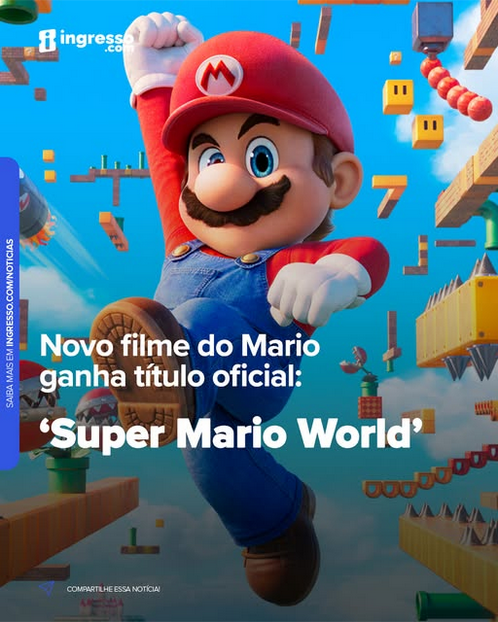 ingresso
.com
M
SAIBA MAIS EM INGRESSO.COM/NOTICIAS
Novo filme do Mario
ganha título oficial:
‘Super Mario World’
COMPARTILHE ESSA NOTÍCIA!